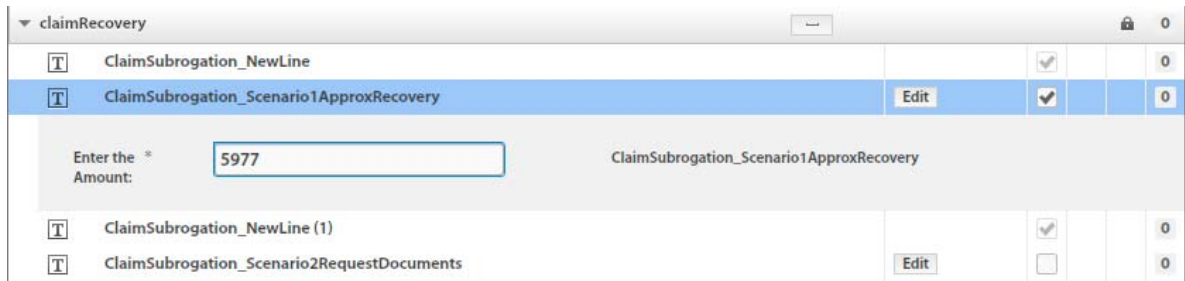 claimRecovery 0
T ClaimSubrogation_NewLine 0
T ClaimSubrogation_Scenario1ApproxRecovery Edit 0
Enter the * 5977 ClaimSubrogation_Scenario1ApproxRecovery
Amount:
T ClaimSubrogation_NewLine (1) 0
T ClaimSubrogation_Scenario2RequestDocuments Edit 0